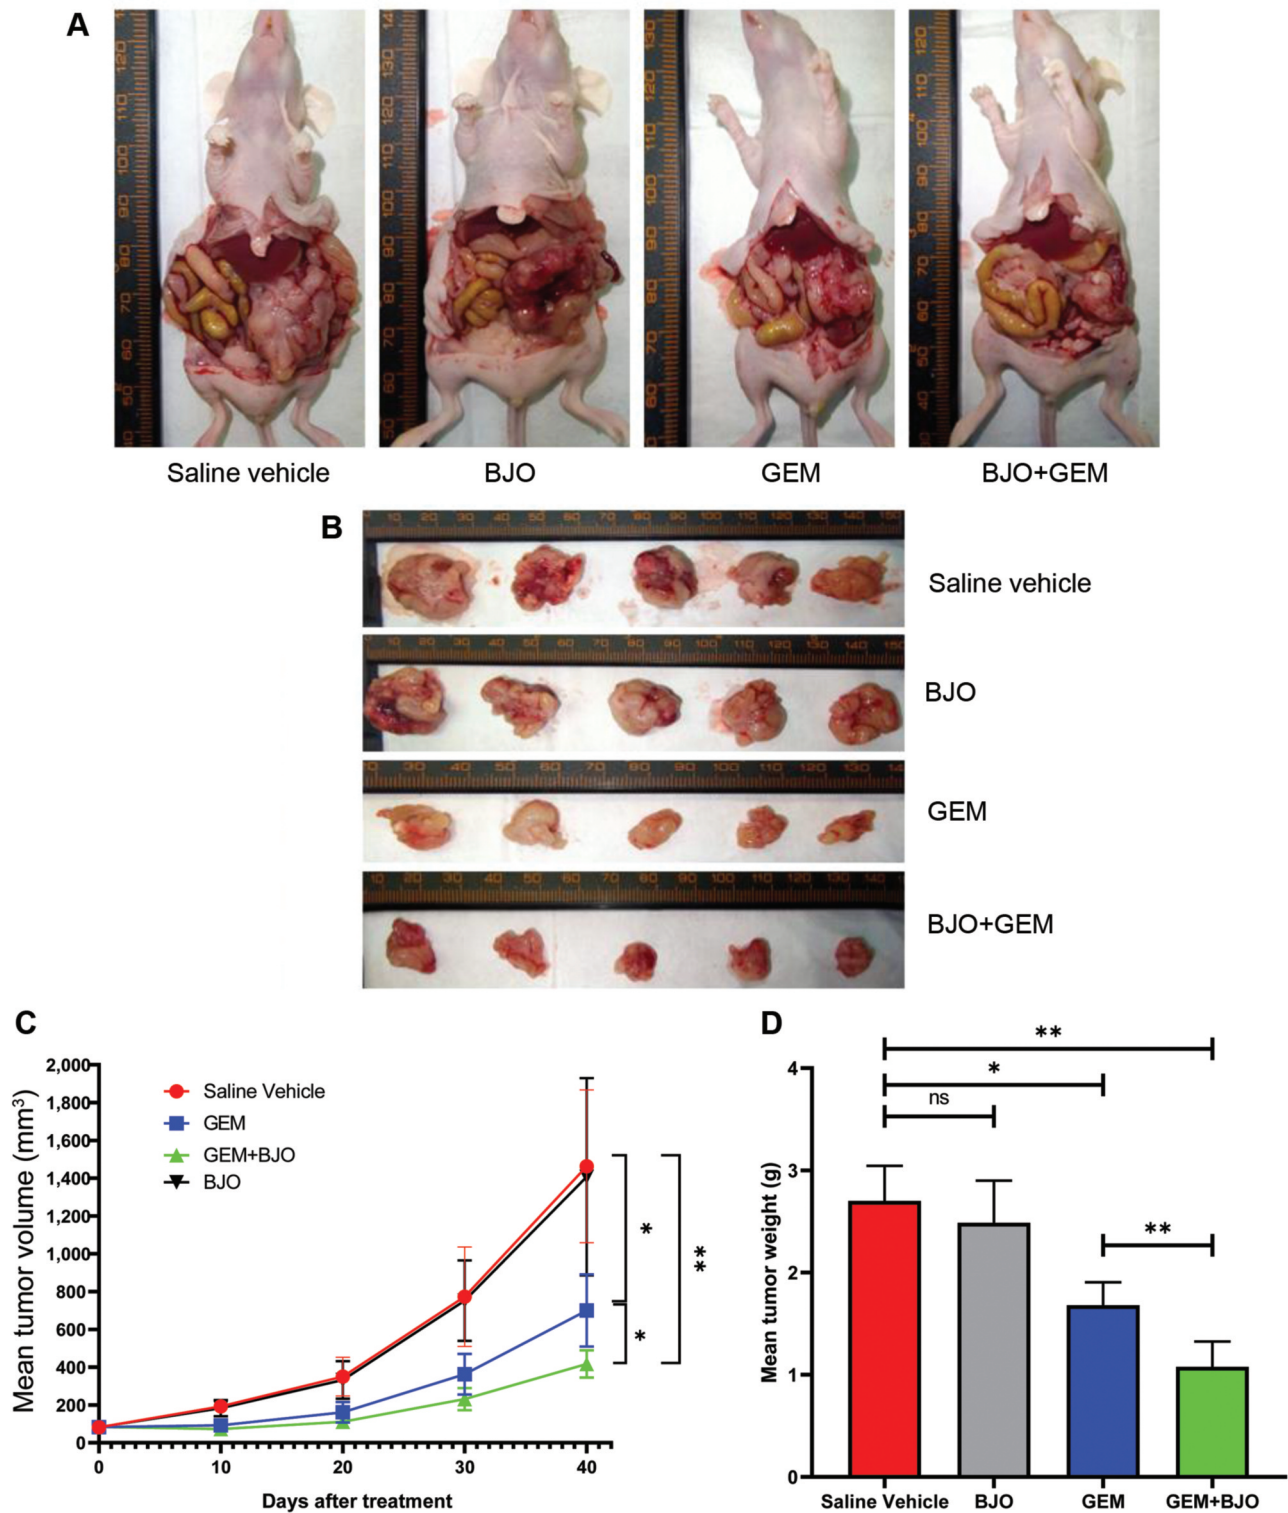 A
Saline vehicle
BJO
GEM
BJO+GEM
B
Saline vehicle
BJO
GEM
BJO+GEM
C
Mean tumor volume (mm³)
2,000
1,800
1,600
1,400
1,200
1,000
800
600
400
200
0
Saline Vehicle
GEM
GEM+BJO
BJO
*
*
**
0 10 20 30 40
Days after treatment
D
Mean tumor weight (g)
4
3
2
1
0
**
*
ns
**
Saline Vehicle BJO GEM GEM+BJO